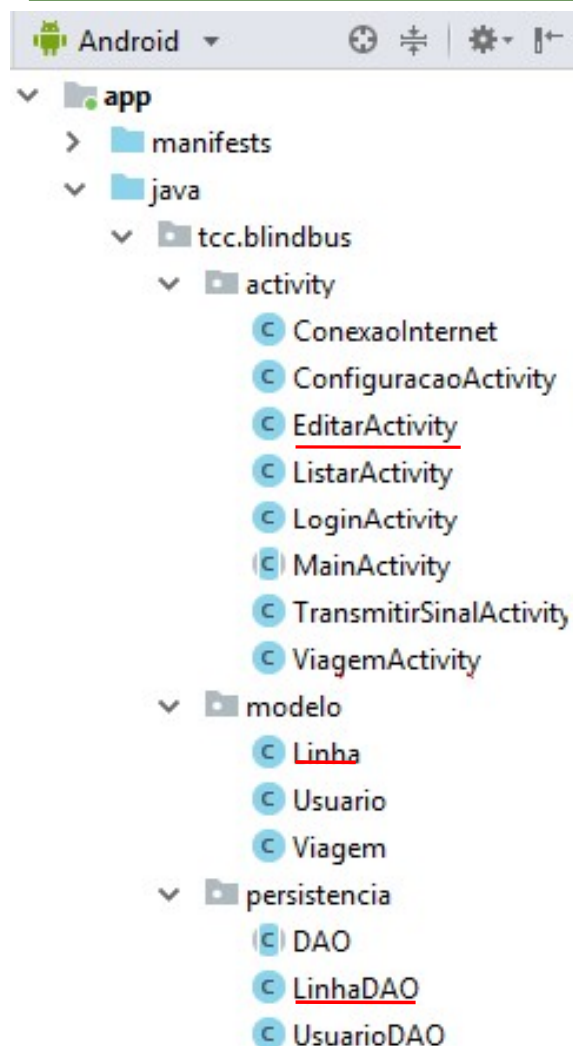 Android
app
manifests
java
tcc.blindbus
activity
C ConexaoInternet
C ConfiguracaoActivity
C EditarActivity
C ListarActivity
C LoginActivity
C MainActivity
C TransmitirSinalActivity
C ViagemActivity
modelo
C Linha
C Usuario
C Viagem
persistencia
C DAO
C LinhaDAO
C UsuarioDAO